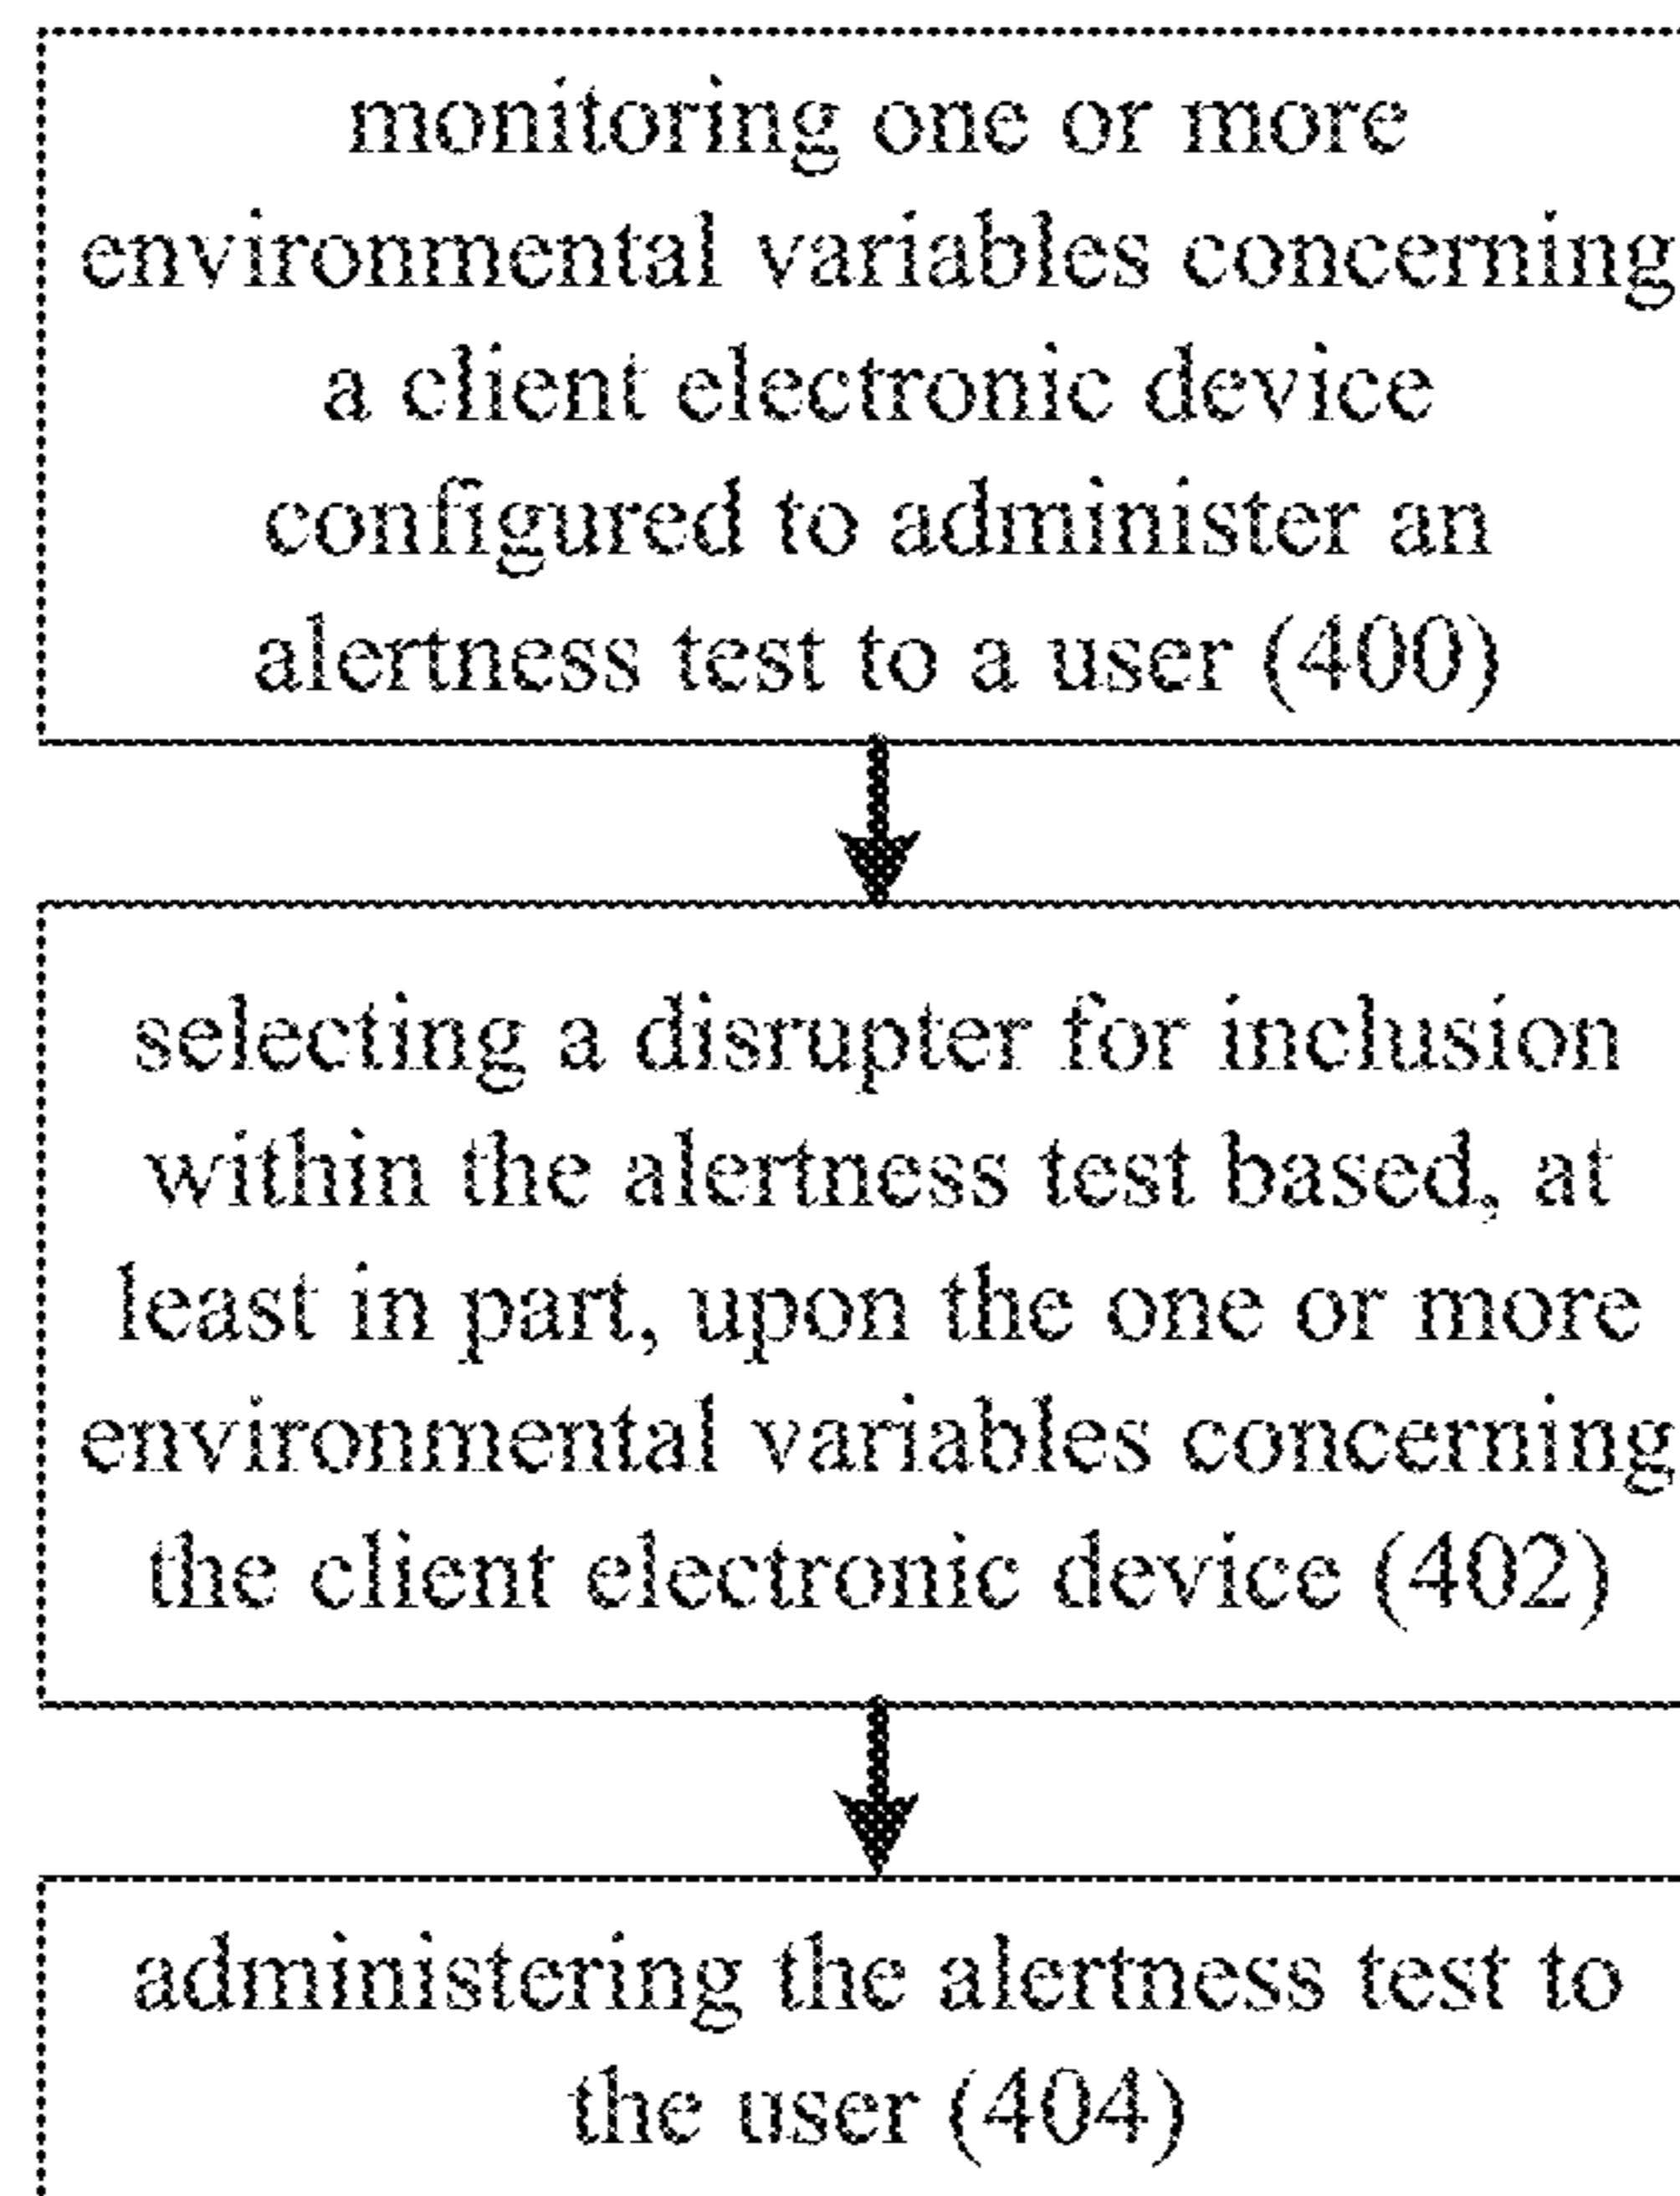 monitoring one or more
environmental variables concerning
a client electronic device
configured to administer an
alertness test to a user (400)
selecting a disrupter for inclusion
within the alertness test based, at
least in part, upon the one or more
environmental variables concerning
the client electronic device (402)
administering the alertness test to
the user (404)